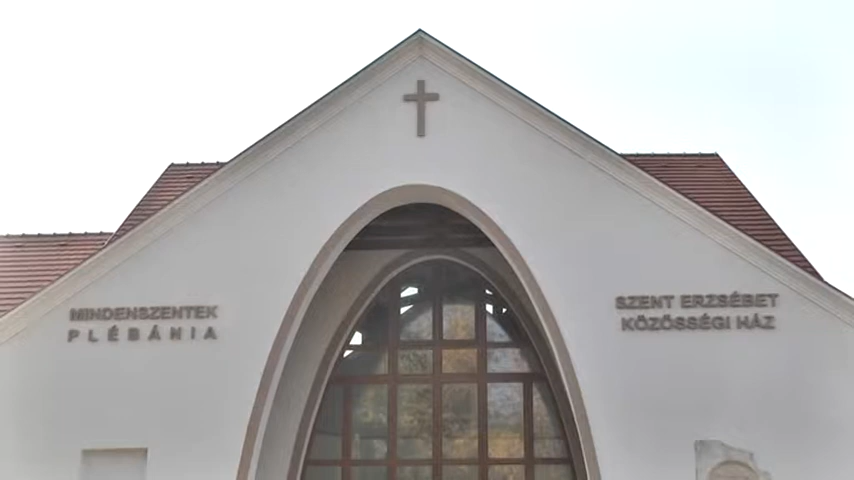 MINDENSZENTEK
PLÉBÁNIA
SZENT ERZSÉBET
KÖZÖSSÉGI HÁZ